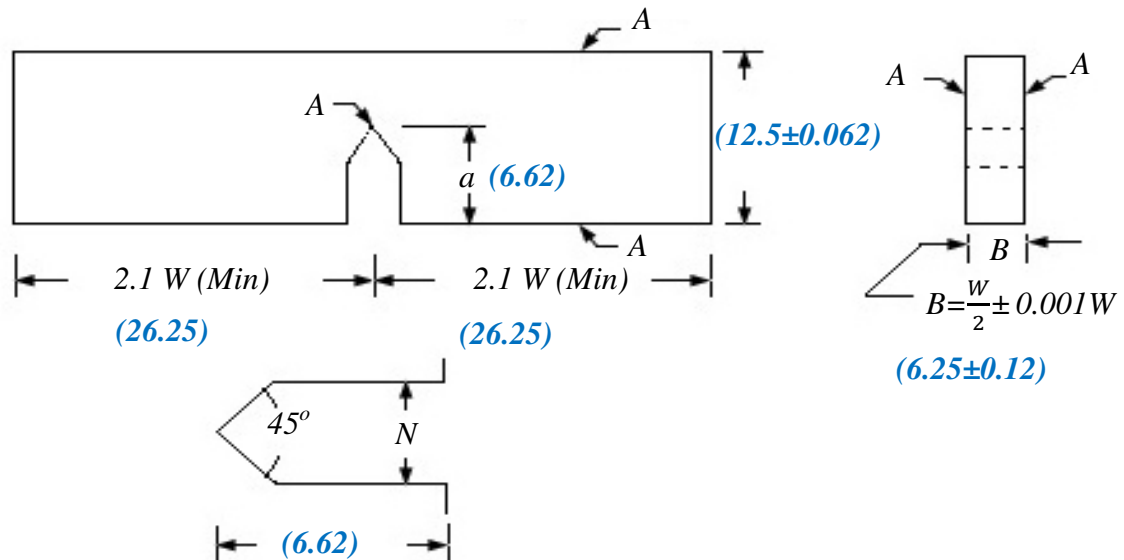 A
A
A
A
(12.5±0.062)
a (6.62)
A
B
2.1 W (Min)
2.1 W (Min)
B=W/2± 0.001W
(26.25)
(26.25)
(6.25±0.12)
45º
N
(6.62)